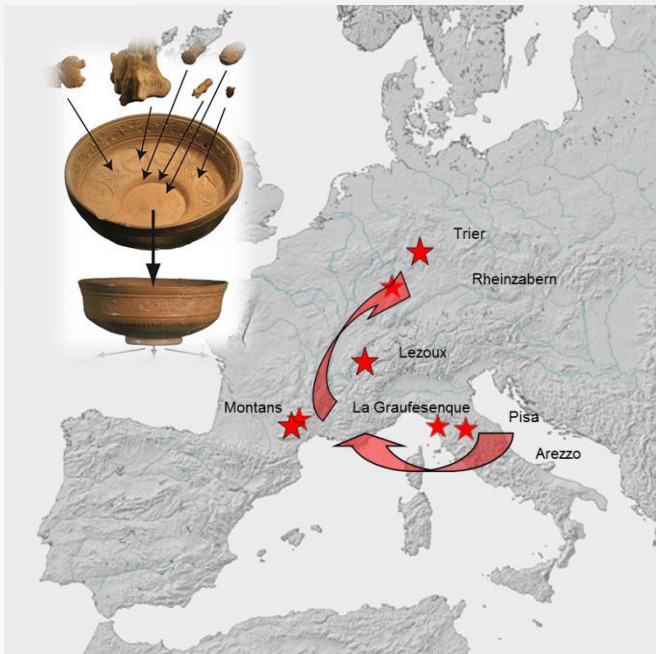 Trier
Rheinzabern
Lezoux
Montans
La Graufesenque
Pisa
Arezzo